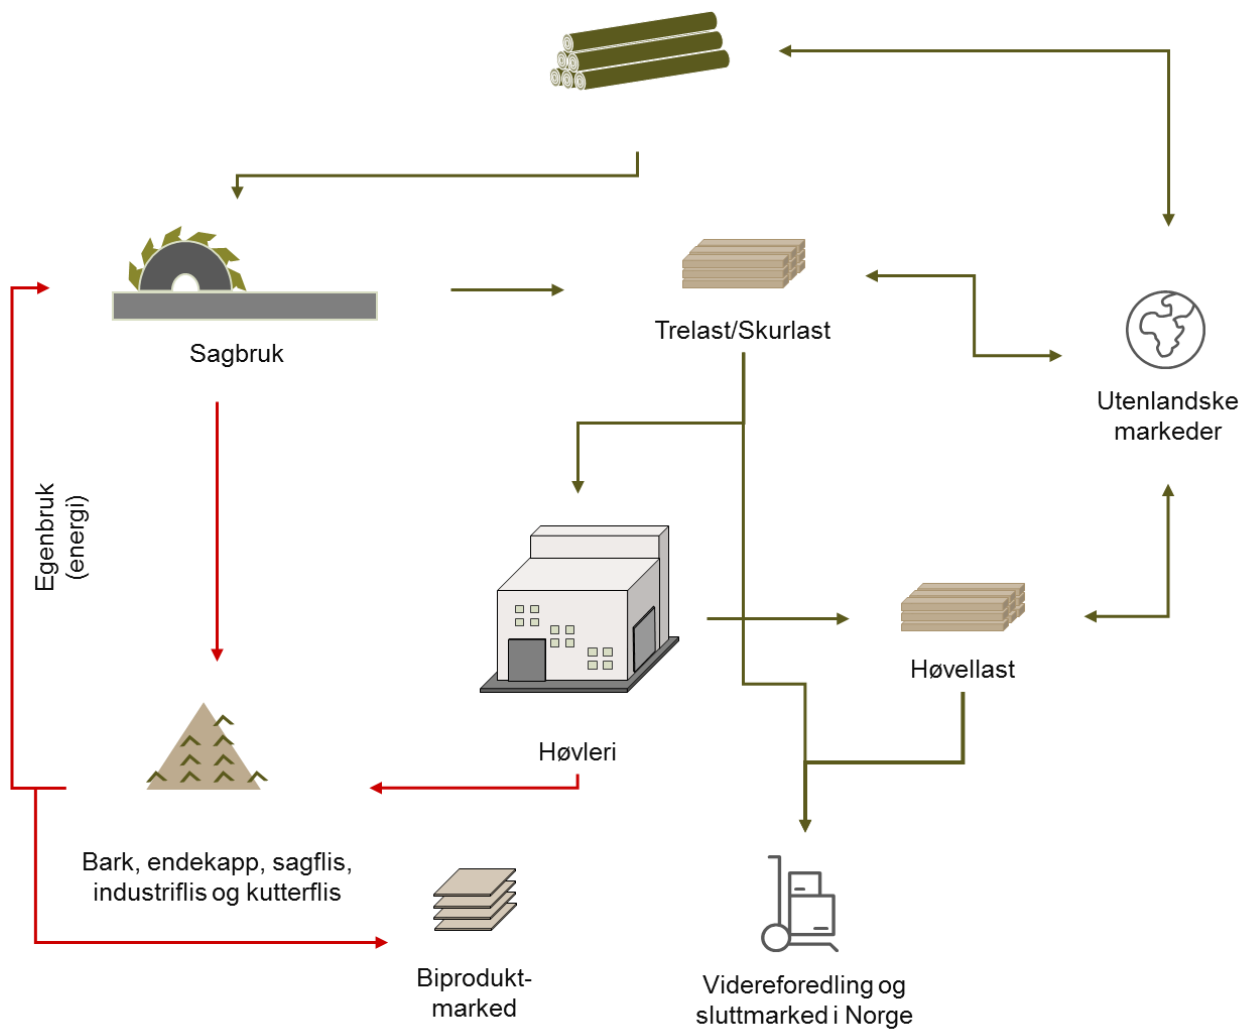 Trelast/Skurlast
Sagbruk
Utenlandske
markeder
Egenbruk
(energi)
Høvellast
Høvleri
Bark, endekapp, sagflis,
industriflis og kutterflis
Biprodukt-
marked
Videreforedling og
sluttmarked i Norge